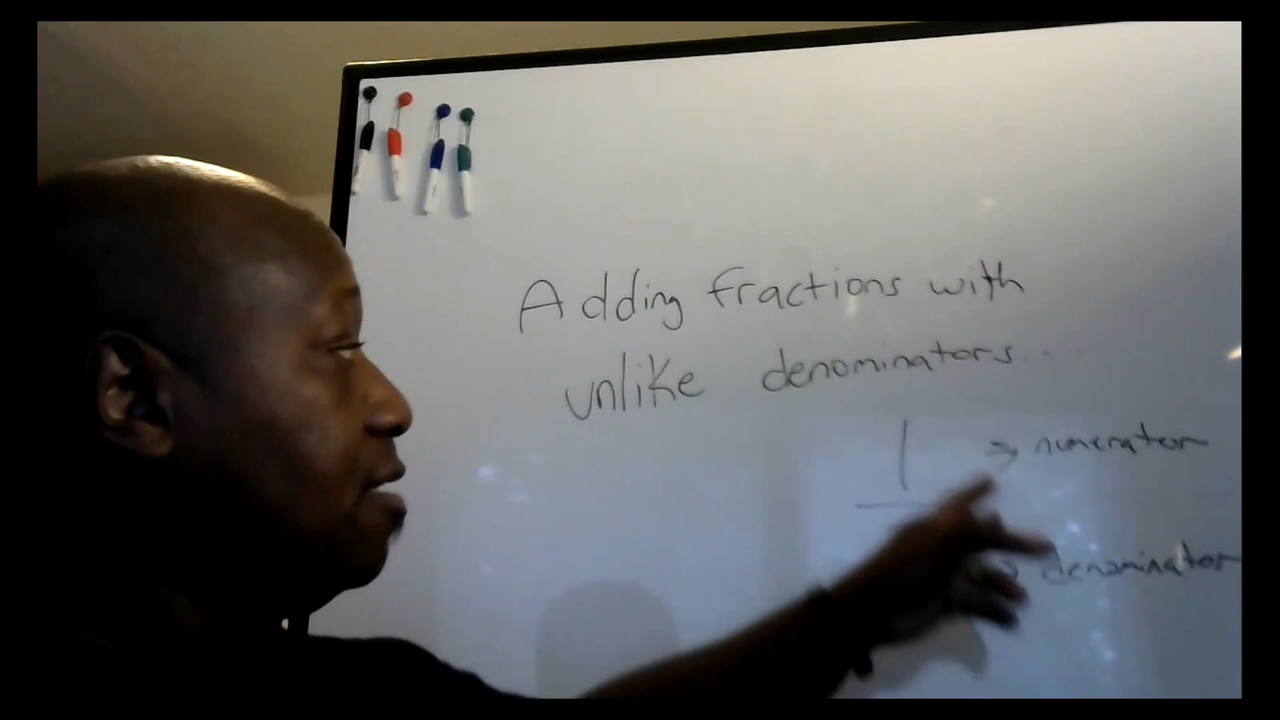 Adding fractions with
unlike denominators....
1 → numerator
→ denominator